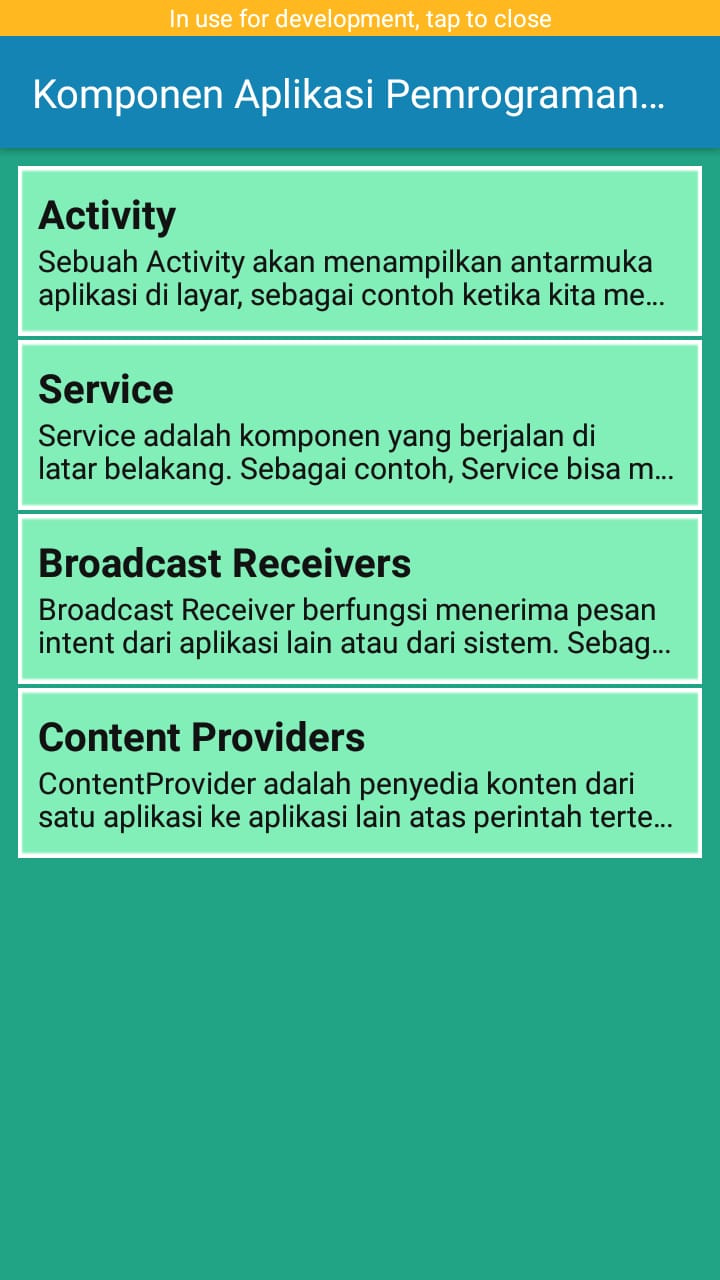 In use for development, tap to close
Komponen Aplikasi Pemrograman...
Activity
Sebuah Activity akan menampilkan antarmuka
aplikasi di layar, sebagai contoh ketika kita me...
Service
Service adalah komponen yang berjalan di
latar belakang. Sebagai contoh, Service bisa m...
Broadcast Receivers
Broadcast Receiver berfungsi menerima pesan
intent dari aplikasi lain atau dari sistem. Sebag...
Content Providers
ContentProvider adalah penyedia konten dari
satu aplikasi ke aplikasi lain atas perintah terte...